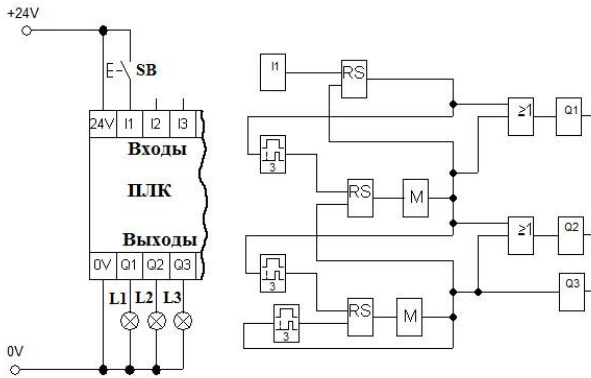 +24V
SB
24V I1 I2 I3
Входы
ПЛК
Выходы
0V Q1 Q2 Q3
L1 L2 L3
0V
I1
RS
≥1
Q1
3
RS
M
≥1
Q2
3
Q3
RS
M
3